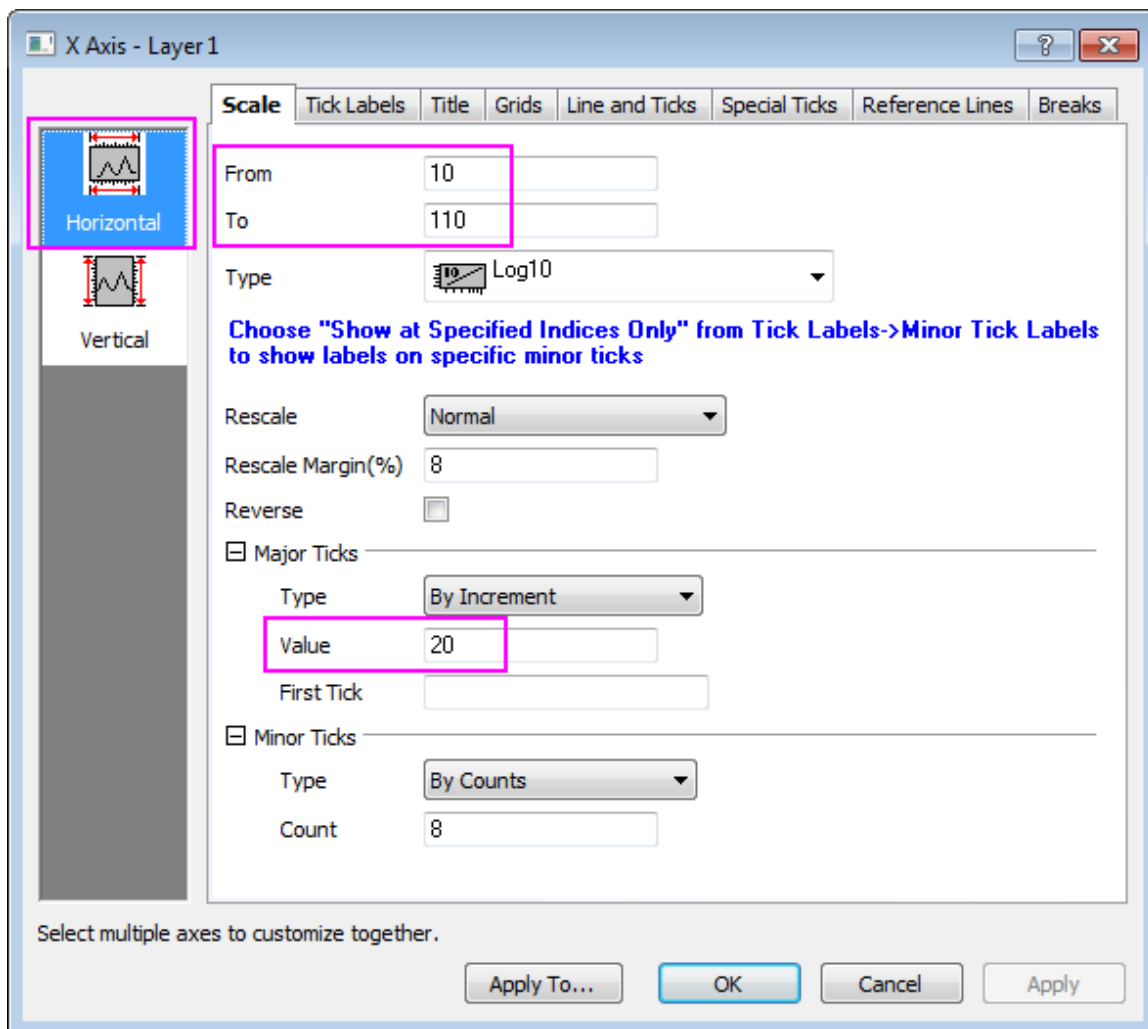 X Axis - Layer 1
Scale Tick Labels Title Grids Line and Ticks Special Ticks Reference Lines Breaks
Horizontal
Vertical
From 10
To 110
Type Log10
Choose "Show at Specified Indices Only" from Tick Labels->Minor Tick Labels
to show labels on specific minor ticks
Rescale Normal
Rescale Margin(%) 8
Reverse
Major Ticks
Type By Increment
Value 20
First Tick
Minor Ticks
Type By Counts
Count 8
Select multiple axes to customize together.
Apply To... OK Cancel Apply